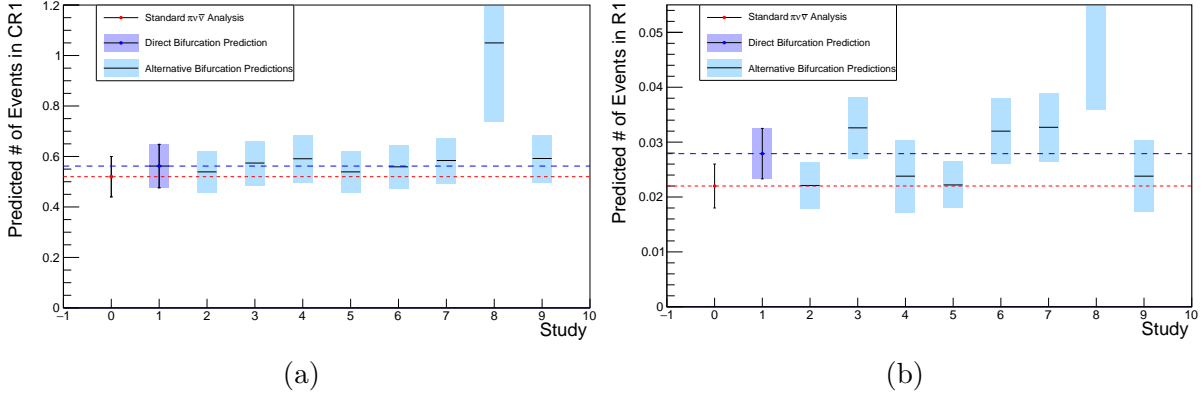 Predicted # of Events in CR1
1.2
1
0.8
0.6
0.4
0.2
0
−1 0 1 2 3 4 5 6 7 8 9 10
Study
Standard πνν̅ Analysis
Direct Bifurcation Prediction
Alternative Bifurcation Predictions
(a)
Predicted # of Events in R1
0.05
0.04
0.03
0.02
0.01
0
−1 0 1 2 3 4 5 6 7 8 9 10
Study
Standard πνν̅ Analysis
Direct Bifurcation Prediction
Alternative Bifurcation Predictions
(b)